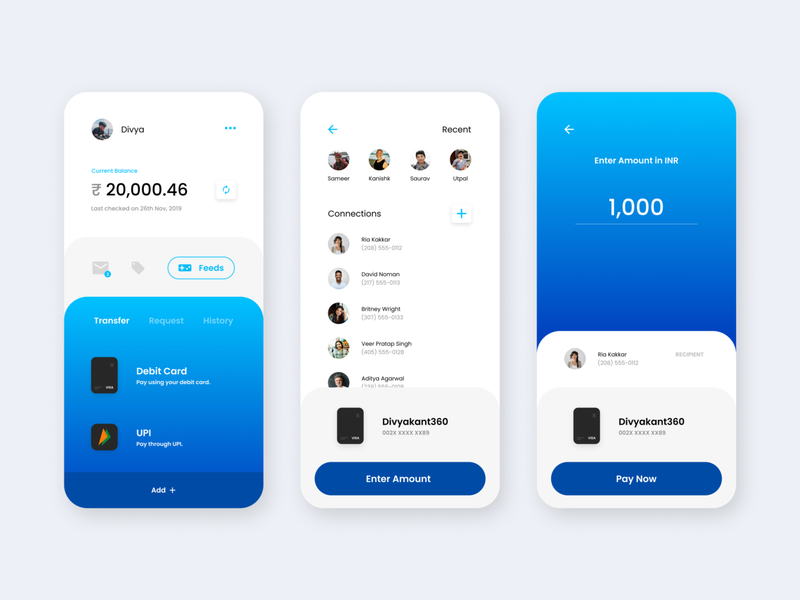 Divya
Current Balance
₹ 20,000.46
Last checked on 26th Nov, 2019
2
Feeds
Transfer Request History
Debit Card
Pay using your debit card.
VISA
UPI
Pay through UPI.
Add +
Recent
Sameer Kanishk Saurav Utpal
Connections
Ria Kakkar
(208) 555-0112
David Noman
(217) 555-0113
Britney Wright
(307) 555-0133
Veer Pratap Singh
(405) 555-0128
Aditya Agarwal
Divyakant360
002X XXXX XX89
VISA
Enter Amount
Enter Amount in INR
1,000
Ria Kakkar
(208) 555-0112
RECIPIENT
Divyakant360
002X XXXX XX89
VISA
Pay Now